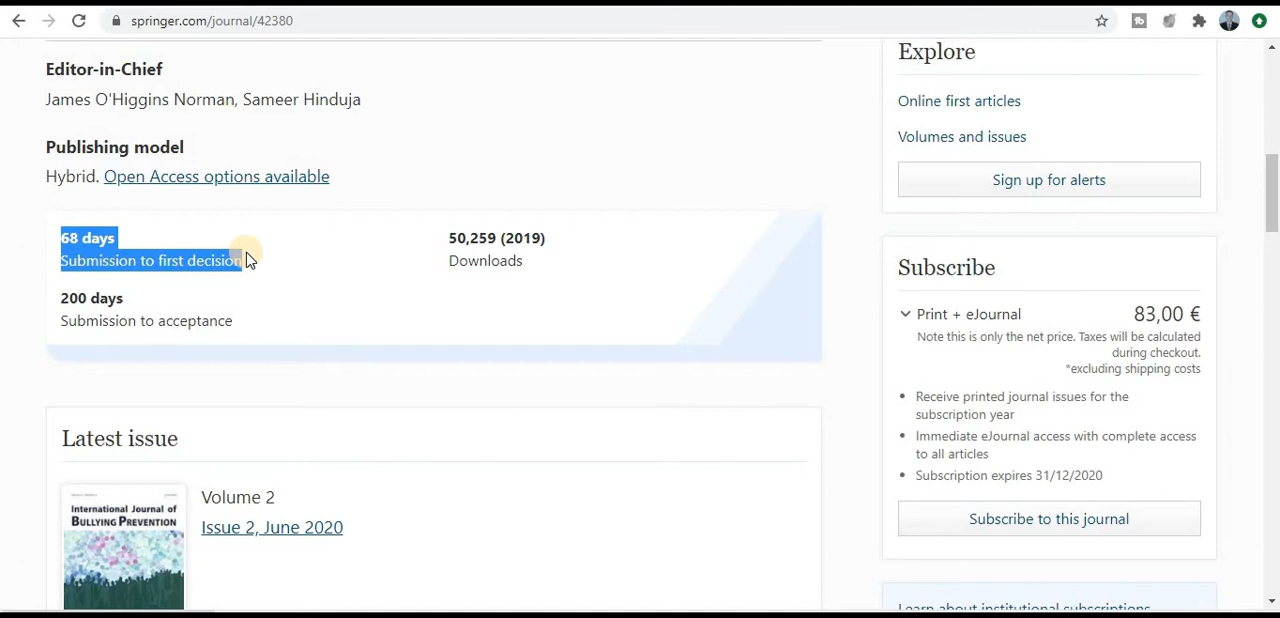 springer.com/journal/42380
Editor-in-Chief
James O'Higgins Norman, Sameer Hinduja
Publishing model
Hybrid. Open Access options available
68 days
Submission to first decision
50,259 (2019)
Downloads
200 days
Submission to acceptance
Latest issue
International Journal of
BULLYING PREVENTION
Volume 2
Issue 2, June 2020
Explore
Online first articles
Volumes and issues
Sign up for alerts
Subscribe
Print + eJournal 83,00 €
Note this is only the net price. Taxes will be calculated
during checkout.
*excluding shipping costs
Receive printed journal issues for the
subscription year
Immediate eJournal access with complete access
to all articles
Subscription expires 31/12/2020
Subscribe to this journal
Learn about institutional subscriptions